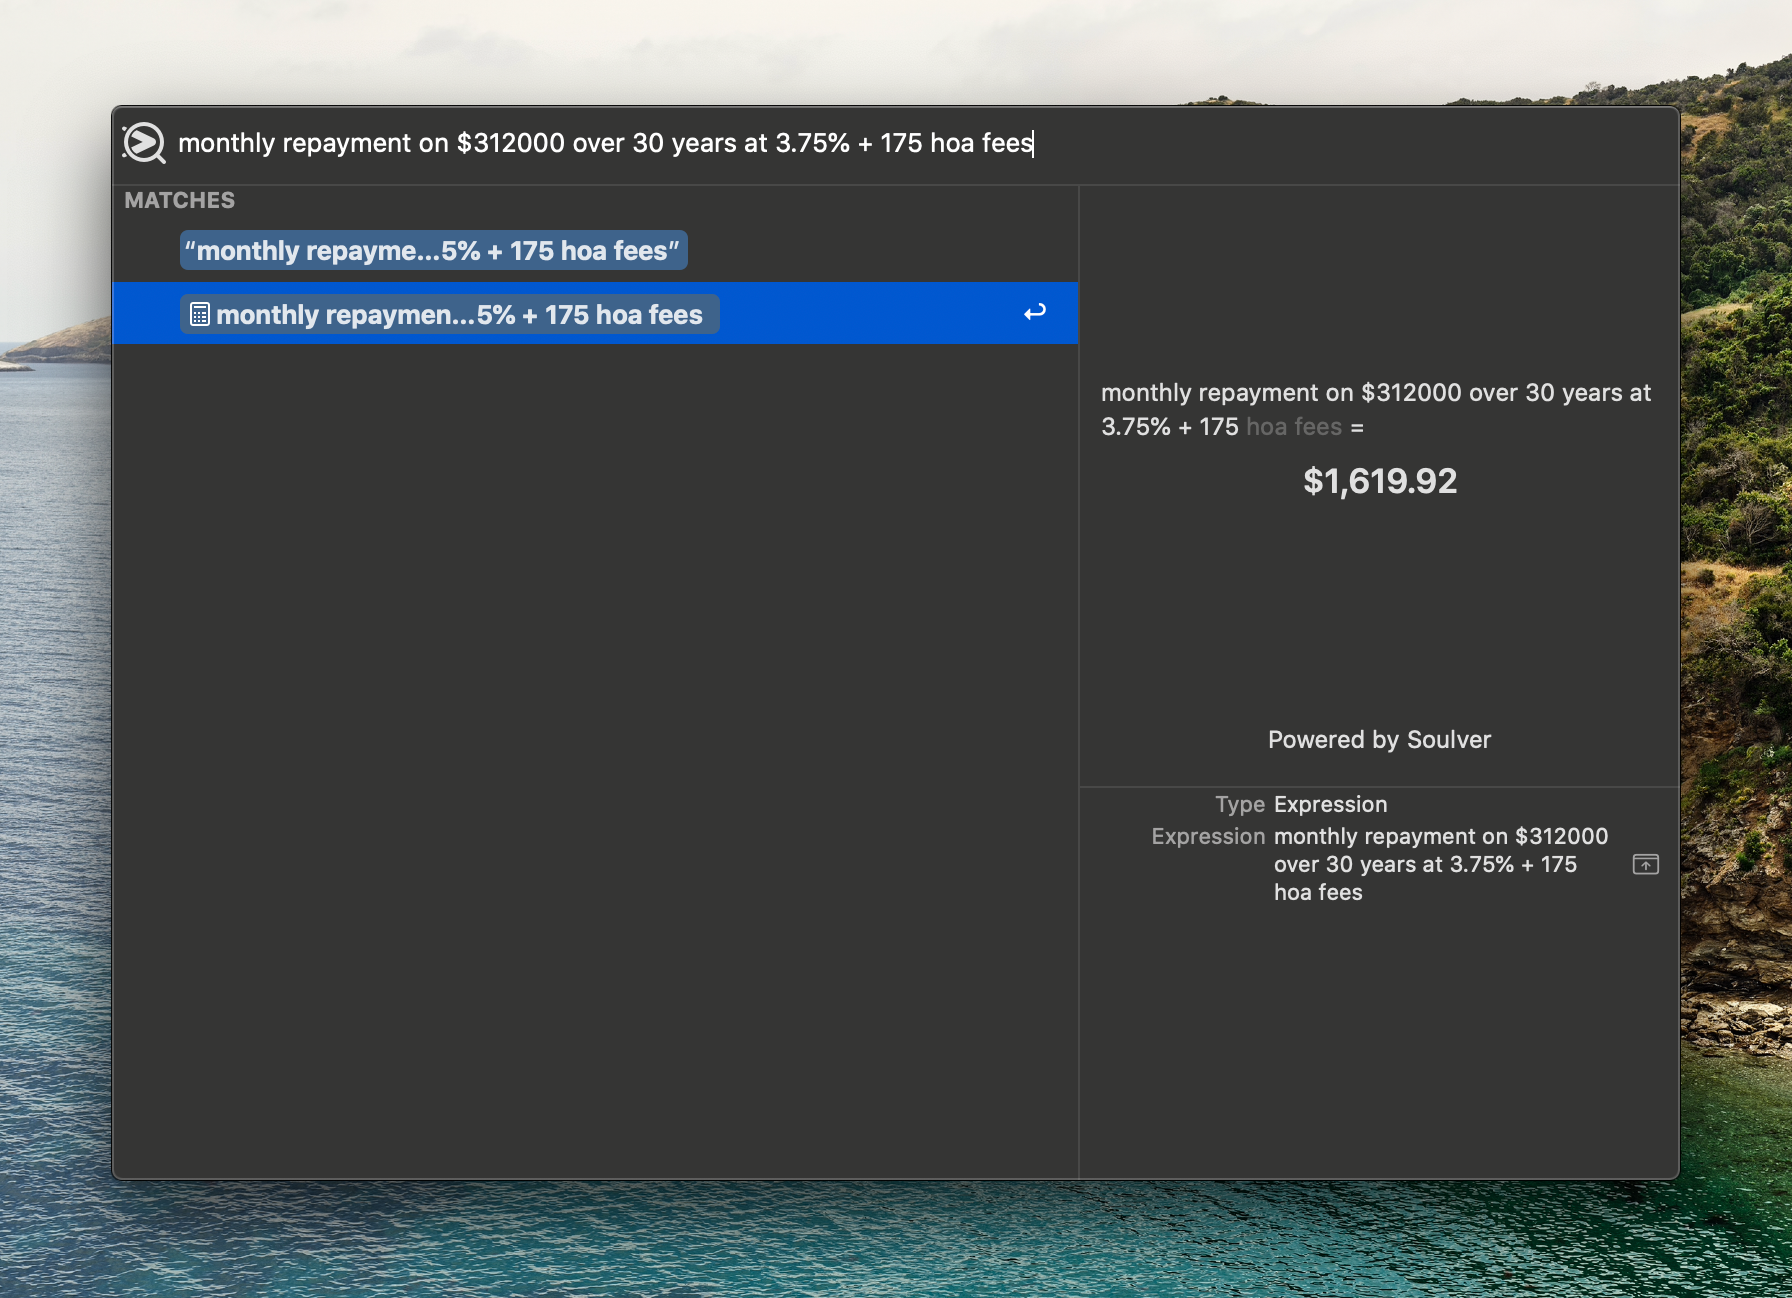 monthly repayment on $312000 over 30 years at 3.75% + 175 hoa fees
MATCHES
“monthly repayme...5% + 175 hoa fees”
monthly repaymen...5% + 175 hoa fees
monthly repayment on $312000 over 30 years at
3.75% + 175 hoa fees =
$1,619.92
Powered by Soulver
Type Expression
Expression monthly repayment on $312000
over 30 years at 3.75% + 175
hoa fees